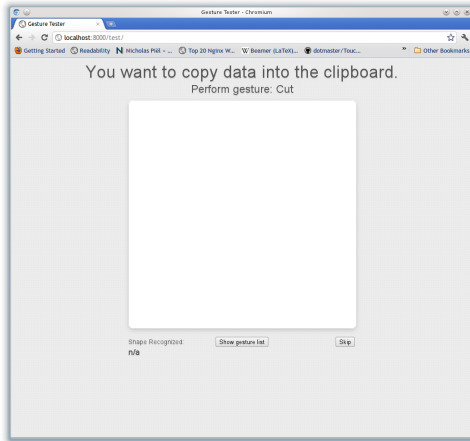 Gesture Tester - Chromium
Gesture Tester
localhost:8000/test/
Getting Started Readability N Nicholas Piël - ... Top 20 Nginx W... W Beamer (LaTeX)... dotmaster/Touc... » Other Bookmarks
You want to copy data into the clipboard.
Perform gesture: Cut
Shape Recognized: Show gesture list Skip
n/a